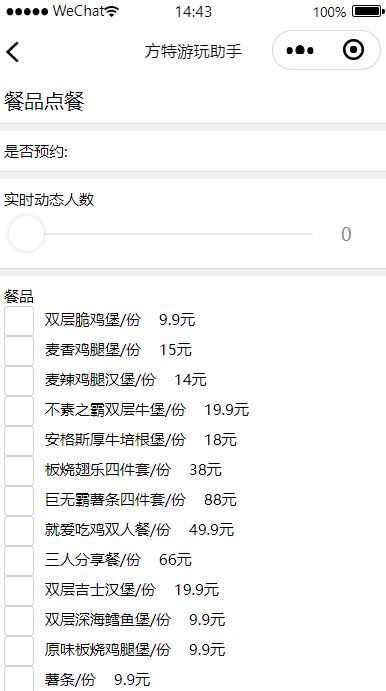 WeChat 14:43 100%
方特游玩助手
餐品点餐
是否预约:
实时动态人数
0
餐品
双层脆鸡堡/份 9.9元
麦香鸡腿堡/份 15元
麦辣鸡腿汉堡/份 14元
不素之霸双层牛堡/份 19.9元
安格斯厚牛培根堡/份 18元
板烧翅乐四件套/份 38元
巨无霸薯条四件套/份 88元
就爱吃鸡双人餐/份 49.9元
三人分享餐/份 66元
双层吉士汉堡/份 19.9元
双层深海鳕鱼堡/份 9.9元
原味板烧鸡腿堡/份 9.9元
薯条/份 9.9元